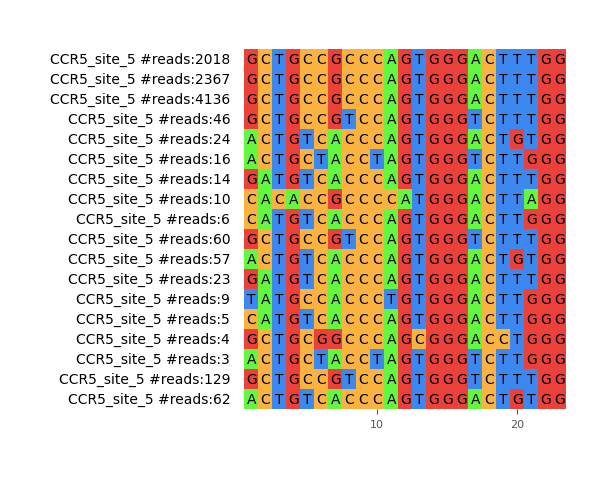 CCR5_site_5 #reads:2018 G C T G C C G C C C A G T G G G A C T T T G G
CCR5_site_5 #reads:2367 G C T G C C G C C C A G T G G G A C T T T G G
CCR5_site_5 #reads:4136 G C T G C C G C C C A G T G G G A C T T T G G
CCR5_site_5 #reads:46 G C T G C C G T C C A G T G G G T C T T T G G
CCR5_site_5 #reads:24 A C T G T C A C C C A G T G G G A C T G T G G
CCR5_site_5 #reads:16 A C T G C T A C C T A G T G G G T C T T G G G
CCR5_site_5 #reads:14 G A T G T C A C C C A G T G G G A C T T T G G
CCR5_site_5 #reads:10 C A C A C C G C C C C A T G G G A C T T A G G
CCR5_site_5 #reads:6 C A T G T C A C C C A G T G G G A C T T G G G
CCR5_site_5 #reads:60 G C T G C C G T C C A G T G G G T C T T T G G
CCR5_site_5 #reads:57 A C T G T C A C C C A G T G G G A C T G T G G
CCR5_site_5 #reads:23 G A T G T C A C C C A G T G G G A C T T T G G
CCR5_site_5 #reads:9 T A T G C C A C C C T G T G G G A C T T G G G
CCR5_site_5 #reads:5 C A T G T C A C C C A G T G G G A C T T G G G
CCR5_site_5 #reads:4 G C T G C G G C C C A G C G G G A C C T G G G
CCR5_site_5 #reads:3 A C T G C T A C C T A G T G G G T C T T G G G
CCR5_site_5 #reads:129 G C T G C C G T C C A G T G G G T C T T T G G
CCR5_site_5 #reads:62 A C T G T C A C C C A G T G G G A C T G T G G
10 20